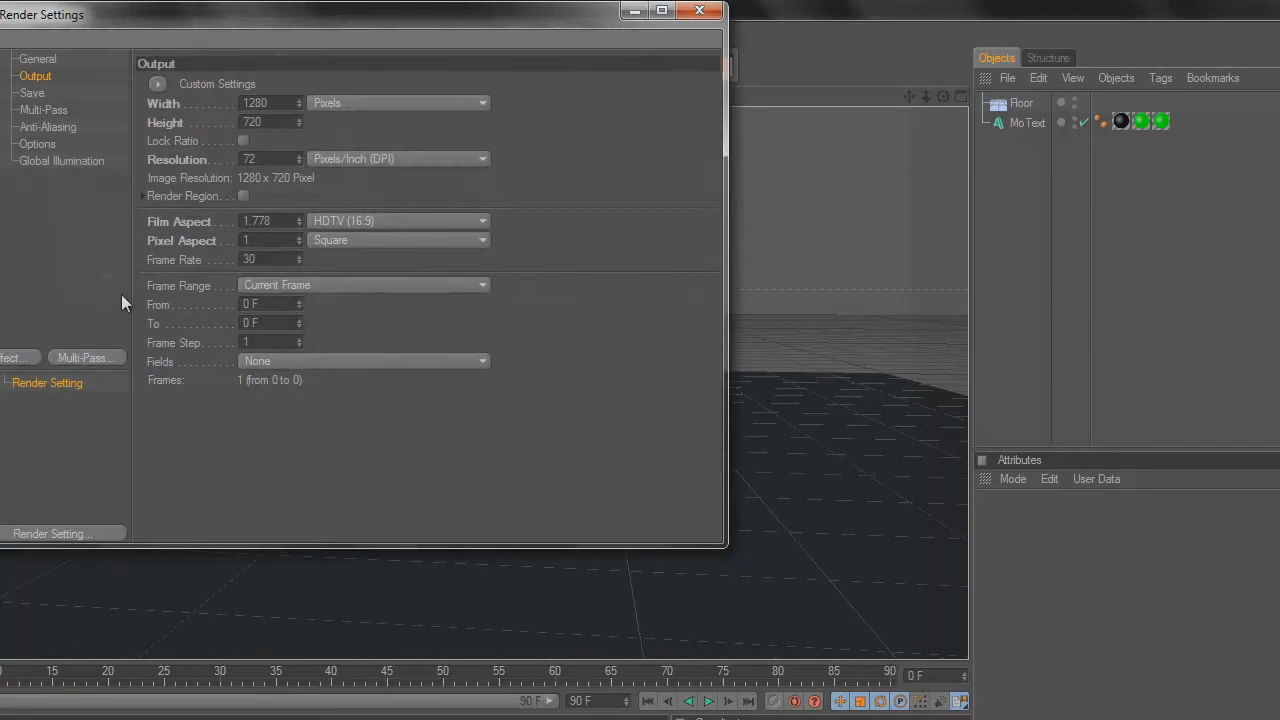 Render Settings
General
Output
Save
Multi-Pass
Anti-Aliasing
Options
Global Illumination
fect...
Multi-Pass...
Render Setting
Render Setting...
Output
Custom Settings
Width 1280 Pixels
Height 720
Lock Ratio
Resolution 72 Pixels/Inch (DPI)
Image Resolution: 1280 x 720 Pixel
Render Region
Film Aspect 1.778 HDTV (16:9)
Pixel Aspect 1 Square
Frame Rate 30
Frame Range Current Frame
From 0 F
To 0 F
Frame Step 1
Fields None
Frames: 1 (from 0 to 0)
Objects Structure
File Edit View Objects Tags Bookmarks
Floor
MoText
Attributes
Mode Edit User Data
15 20 25 30 35 40 45 50 55 60 65 70 75 80 85 90 0 F
90 F 90 F